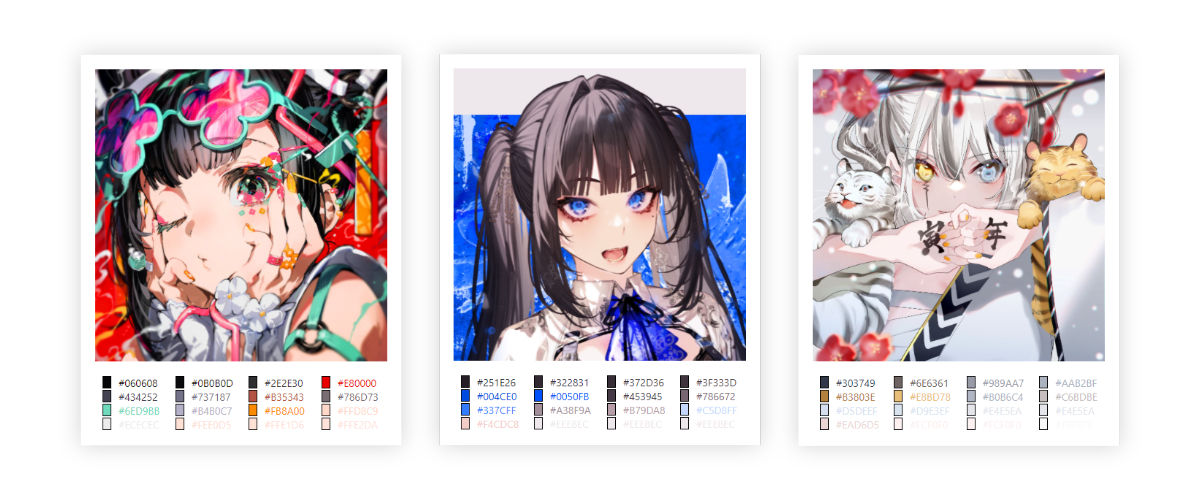 #060608 #0B0B0D #2E2E30 #E80000
#434252 #737187 #B35343 #786D73
#6ED9BB #B4B0C7 #FB8A00 #FFD8C9
#ECECEC #FEE0D5 #FFE1D6 #FFE2DA
#251E26 #322831 #372D36 #3F333D
#004CE0 #0050FB #453945 #786672
#337CFF #A38F9A #B79DA8 #C5D8FF
#F4CDC8 #EEE8EC #EEE8EC #EEE8EC
寅 年
#303749 #6E6361 #989AA7 #AAB2BF
#B3803E #E8BD78 #B0B6C4 #C6BDBE
#D5DEEF #D9E3EF #E4E5EA #E4E5EA
#EAD6D5 #FCF0F0 #FCF0F0